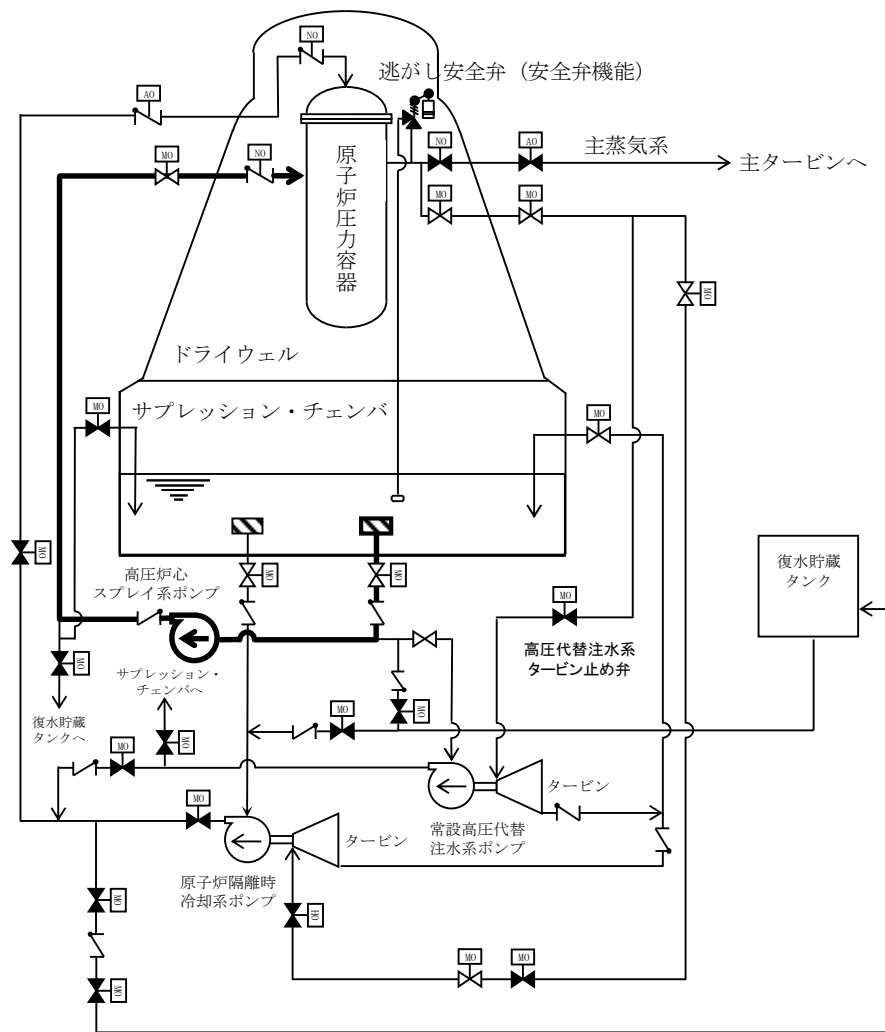 NO
NO
AO
逃がし安全弁（安全弁機能）
MO
NO
NO
AO
主蒸気系
主タービンへ
原子炉圧力容器
MO
MO
MO
ドライウェル
サプレッション・チェンバ
MO
MO
MO
高圧炉心
スプレイ系ポンプ
MO
MO
MO
高圧代替注水系
タービン止め弁
復水貯蔵
タンク
MO
サプレッション・
チェンバへ
復水貯蔵
タンクへ
MO
MO
MO
MO
MO
タービン
常設高圧代替
注水系ポンプ
MO
タービン
原子炉隔離時
冷却系ポンプ
MO
HO
MO
MO
MO